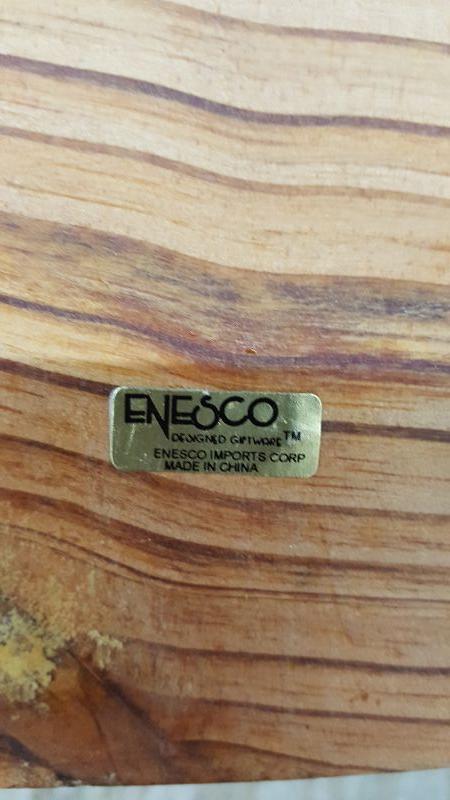 ENESCO
DESIGNED GIFTWARE™
ENESCO IMPORTS CORP
MADE IN CHINA